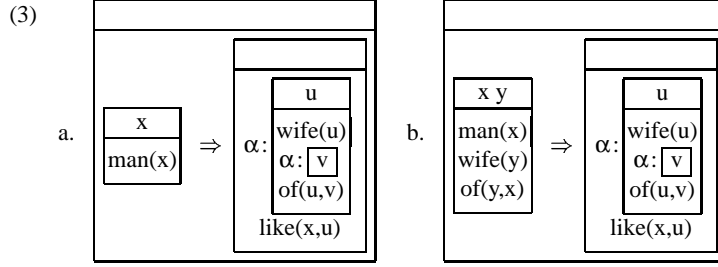 (3)
a.
x
man(x)
⇒
α:
u
wife(u)
α: v
of(u,v)
like(x,u)
b.
x y
man(x)
wife(y)
of(y,x)
⇒
α:
u
wife(u)
α: v
of(u,v)
like(x,u)